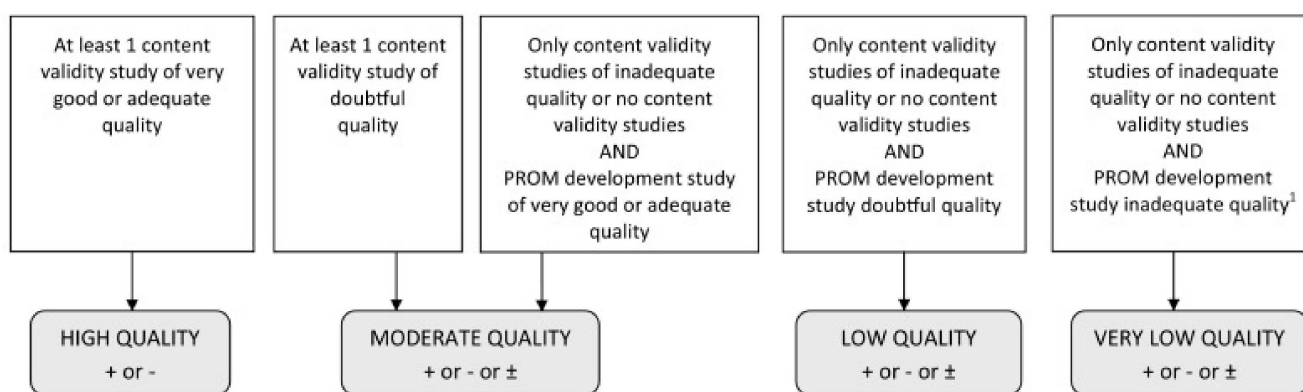 At least 1 content
validity study of very
good or adequate
quality
At least 1 content
validity study of
doubtful
quality
Only content validity
studies of inadequate
quality or no content
validity studies
AND
PROM development study
of very good or adequate
quality
Only content validity
studies of inadequate
quality or no content
validity studies
AND
PROM development
study doubtful quality
Only content validity
studies of inadequate
quality or no content
validity studies
AND
PROM development
study inadequate quality¹
HIGH QUALITY
+ or -
MODERATE QUALITY
+ or - or ±
LOW QUALITY
+ or - or ±
VERY LOW QUALITY
+ or - or ±